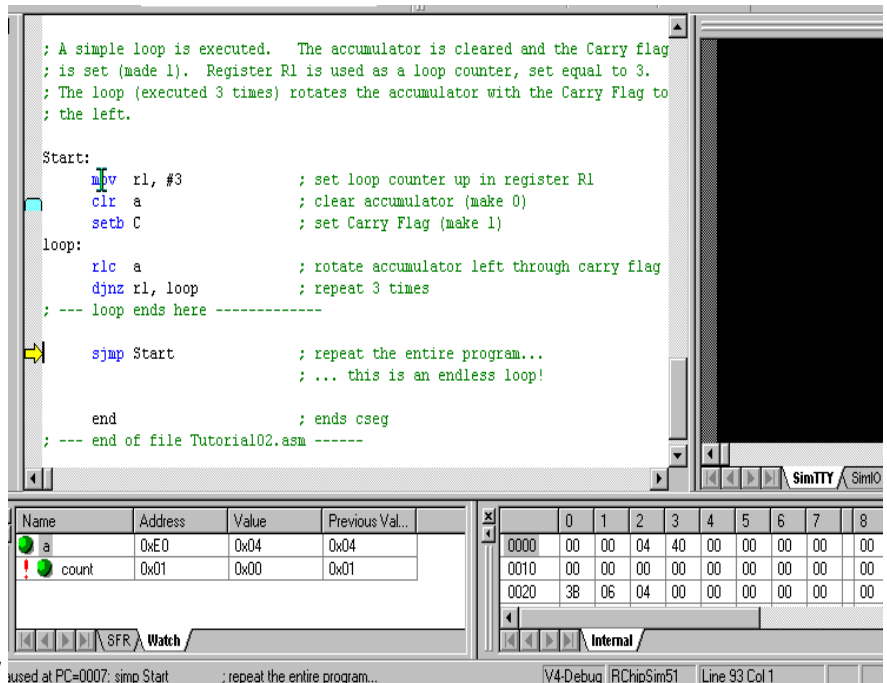 ; A simple loop is executed.   The accumulator is cleared and the Carry flag
; is set (made 1).  Register R1 is used as a loop counter, set equal to 3.
; The loop (executed 3 times) rotates the accumulator with the Carry Flag to
; the left.
Start:
mov r1, #3 ; set loop counter up in register R1
clr a ; clear accumulator (make 0)
setb C ; set Carry Flag (make 1)
loop:
rlc a ; rotate accumulator left through carry flag
djnz r1, loop ; repeat 3 times
; --- loop ends here -------------
sjmp Start ; repeat the entire program...
; ... this is an endless loop!
end ; ends cseg
; --- end of file Tutorial02.asm ------
SimTTY SimIO
Name Address Value Previous Val...
a 0xE0 0x04 0x04
! count 0x01 0x00 0x01
SFR Watch
0 1 2 3 4 5 6 7 8
0000 00 00 04 40 00 00 00 00 00
0010 00 00 00 00 00 00 00 00 00
0020 3B 06 04 00 00 00 00 00 00
Internal
aused at PC=0007: sjmp Start ; repeat the entire program... V4-Debug RChipSim51 Line 93 Col 1